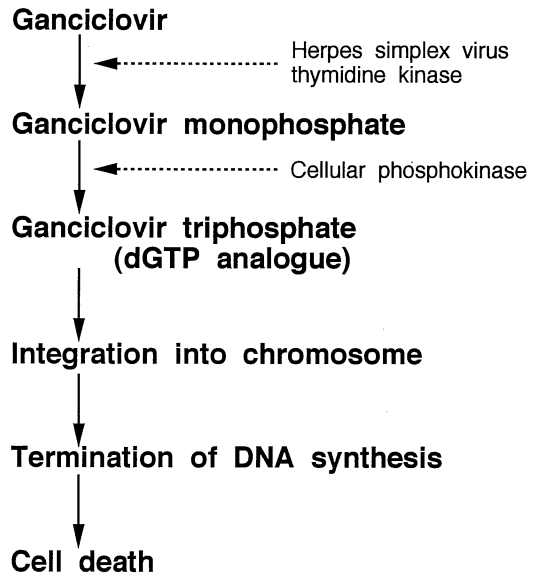 Ganciclovir
Herpes simplex virus
thymidine kinase
Ganciclovir monophosphate
Cellular phosphokinase
Ganciclovir triphosphate
(dGTP analogue)
Integration into chromosome
Termination of DNA synthesis
Cell death